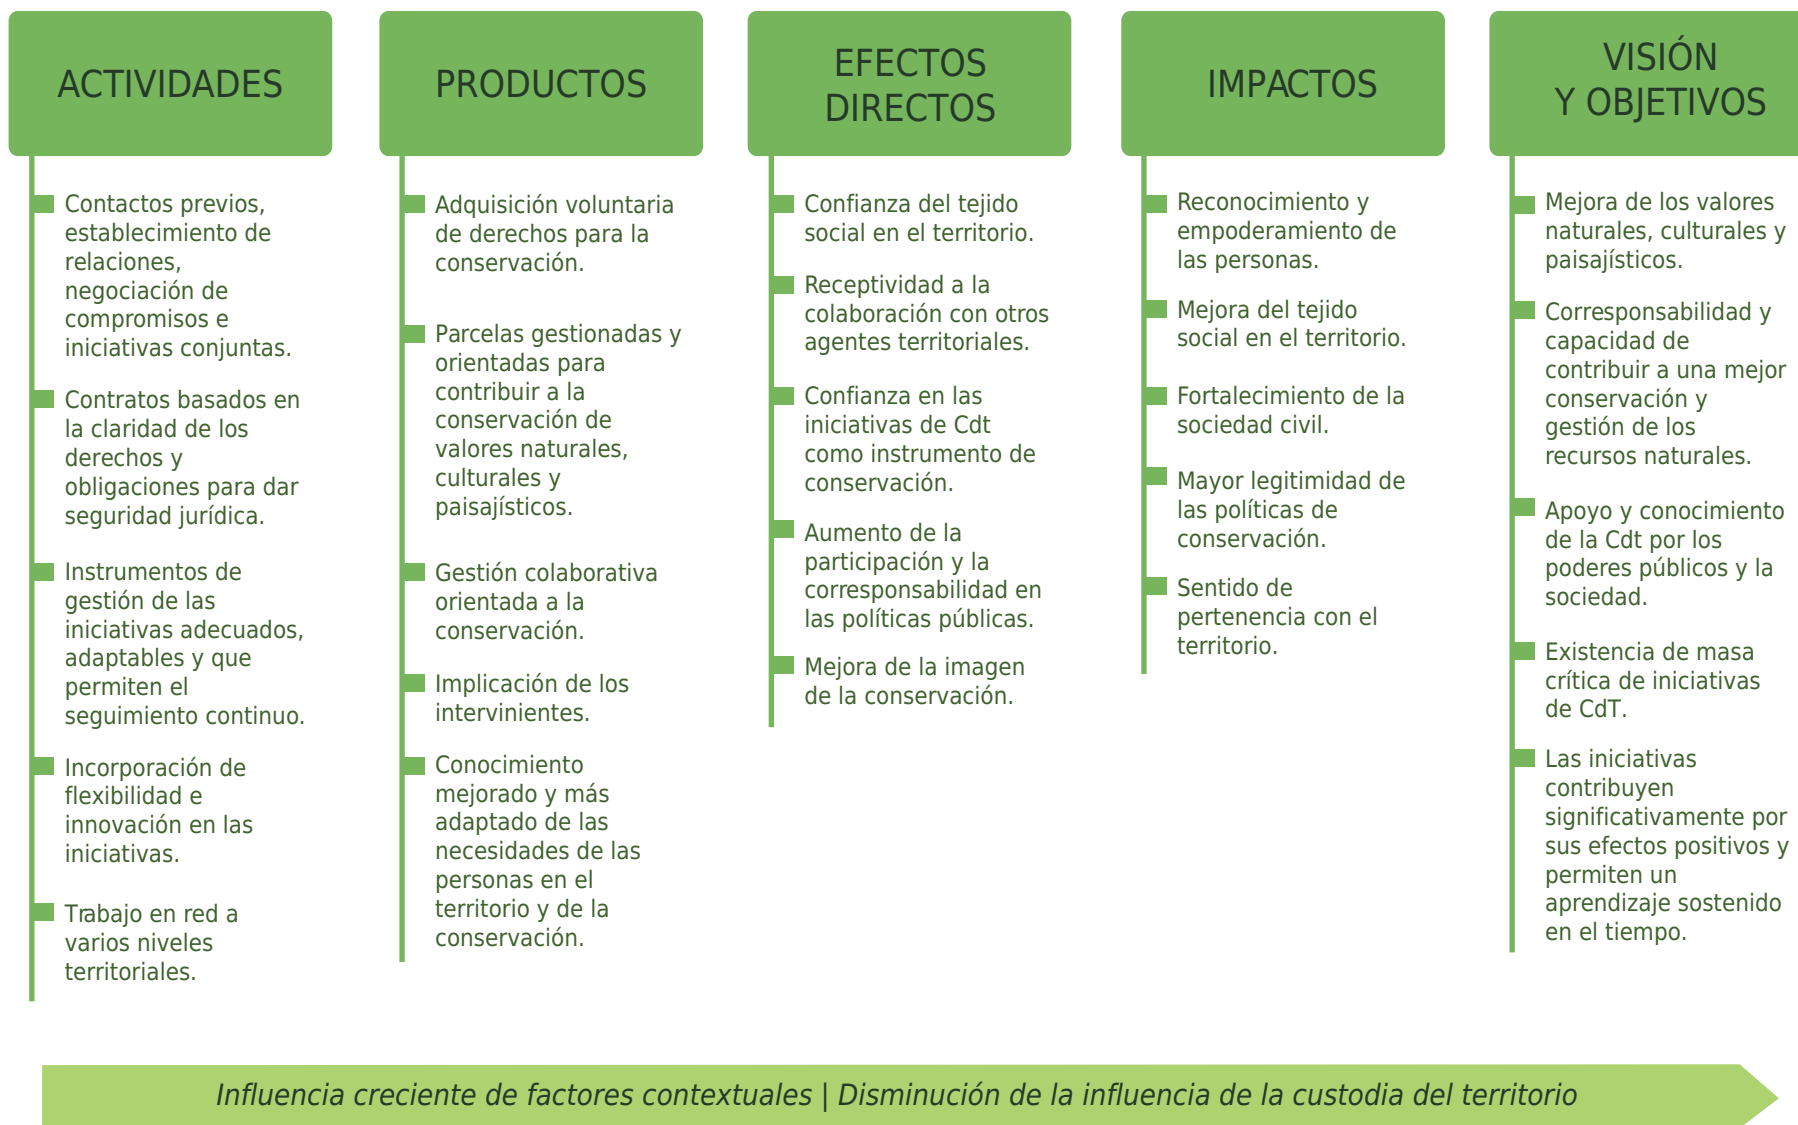 ACTIVIDADES
Contactos previos,
establecimiento de
relaciones,
negociación de
compromisos e
iniciativas conjuntas.
Contratos basados en
la claridad de los
derechos y
obligaciones para dar
seguridad jurídica.
Instrumentos de
gestión de las
iniciativas adecuados,
adaptables y que
permiten el
seguimiento continuo.
Incorporación de
flexibilidad e
innovación en las
iniciativas.
Trabajo en red a
varios niveles
territoriales.
PRODUCTOS
Adquisición voluntaria
de derechos para la
conservación.
Parcelas gestionadas y
orientadas para
contribuir a la
conservación de
valores naturales,
culturales y
paisajísticos.
Gestión colaborativa
orientada a la
conservación.
Implicación de los
intervinientes.
Conocimiento
mejorado y más
adaptado de las
necesidades de las
personas en el
territorio y de la
conservación.
EFECTOS
DIRECTOS
Confianza del tejido
social en el territorio.
Receptividad a la
colaboración con otros
agentes territoriales.
Confianza en las
iniciativas de Cdt
como instrumento de
conservación.
Aumento de la
participación y la
corresponsabilidad en
las políticas públicas.
Mejora de la imagen
de la conservación.
IMPACTOS
Reconocimiento y
empoderamiento de
las personas.
Mejora del tejido
social en el territorio.
Fortalecimiento de la
sociedad civil.
Mayor legitimidad de
las políticas de
conservación.
Sentido de
pertenencia con el
territorio.
VISIÓN
Y OBJETIVOS
Mejora de los valores
naturales, culturales y
paisajísticos.
Corresponsabilidad y
capacidad de
contribuir a una mejor
conservación y
gestión de los
recursos naturales.
Apoyo y conocimiento
de la Cdt por los
poderes públicos y la
sociedad.
Existencia de masa
crítica de iniciativas
de CdT.
Las iniciativas
contribuyen
significativamente por
sus efectos positivos y
permiten un
aprendizaje sostenido
en el tiempo.
Influencia creciente de factores contextuales | Disminución de la influencia de la custodia del territorio